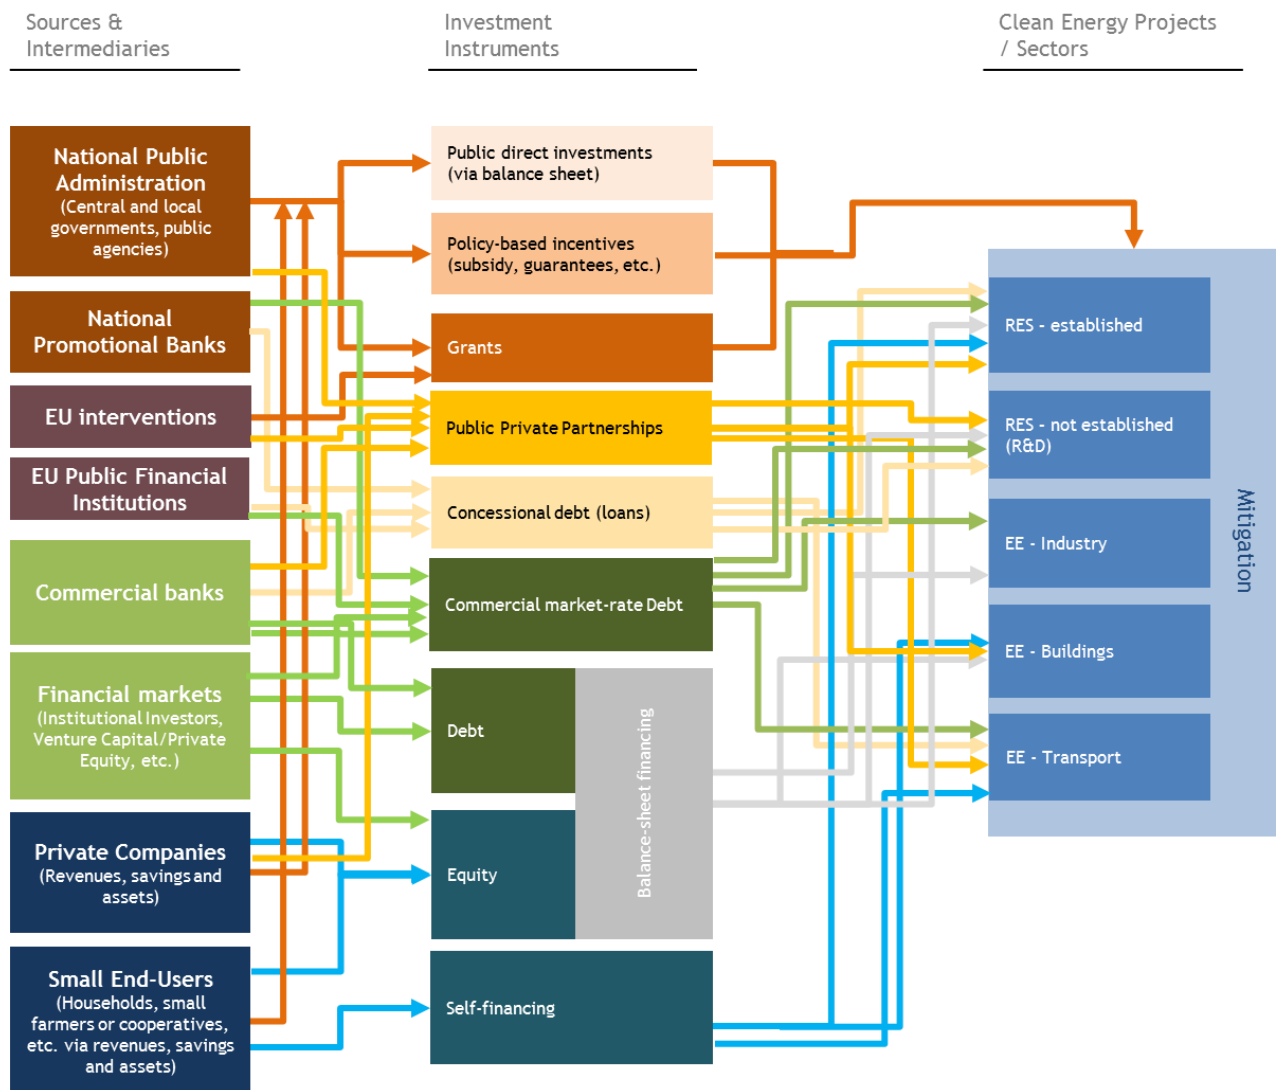 Sources &
Intermediaries
Investment
Instruments
Clean Energy Projects
/ Sectors
National Public
Administration
(Central and local
governments, public
agencies)
National
Promotional Banks
EU interventions
EU Public Financial
Institutions
Commercial banks
Financial markets
(Institutional Investors,
Venture Capital/Private
Equity, etc.)
Private Companies
(Revenues, savings and
assets)
Small End-Users
(Households, small
farmers or cooperatives,
etc. via revenues, savings
and assets)
Public direct investments
(via balance sheet)
Policy-based incentives
(subsidy, guarantees, etc.)
Grants
Public Private Partnerships
Concessional debt (loans)
Commercial market-rate Debt
Debt
Equity
Balance-sheet financing
Self-financing
RES - established
RES - not established
(R&D)
EE - Industry
EE - Buildings
EE - Transport
Mitigation